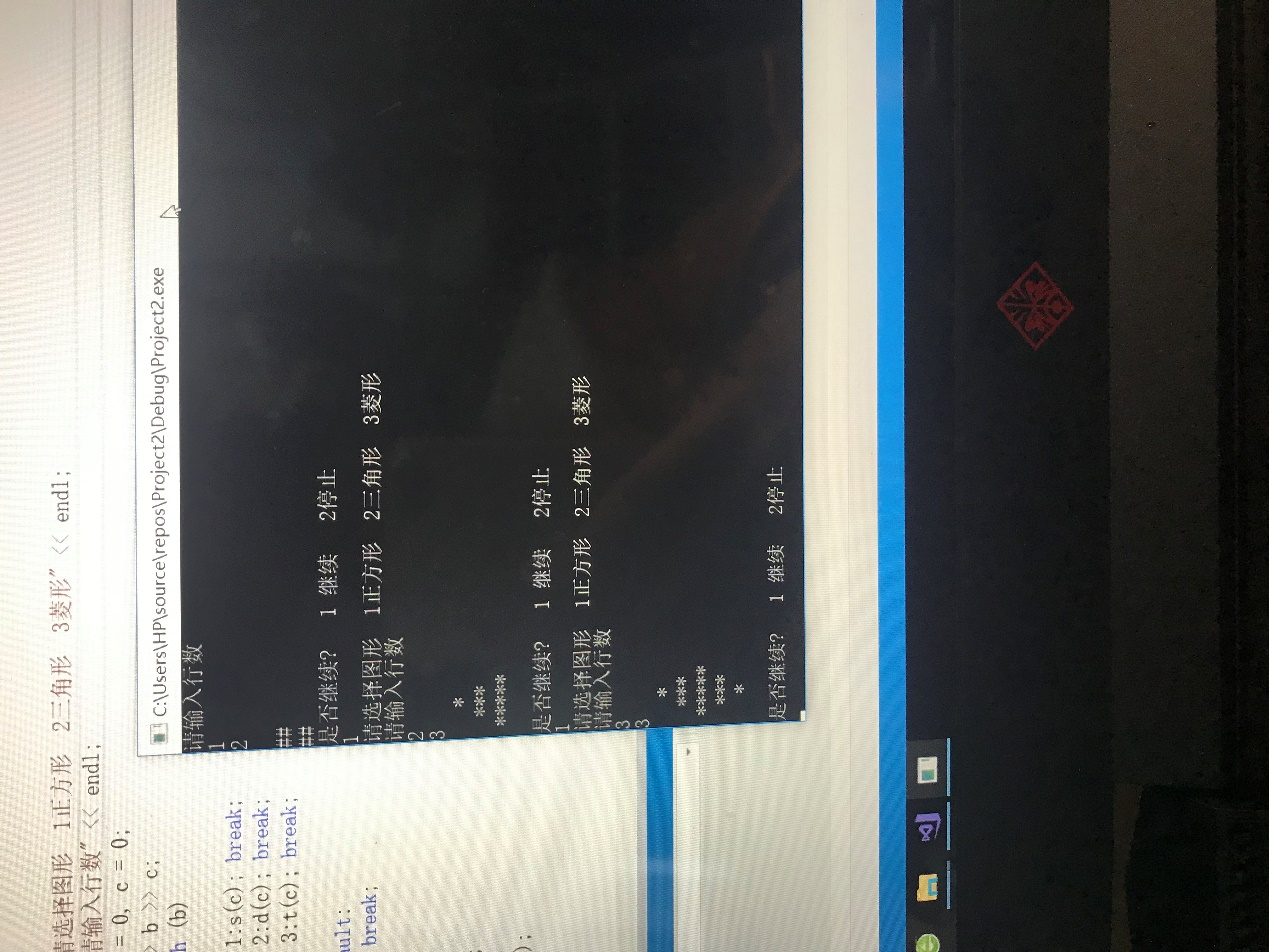 请选择图形  1正方形  2三角形  3菱形" << endl;
请输入行数" << endl;
= 0, c = 0;
> b >> c;
h (b)
1:s(c); break;
2:d(c); break;
3:t(c); break;
ult:
break;
);
C:\Users\HP\source\repos\Project2\Debug\Project2.exe
请输入行数
1
2
##
##
是否继续?  1 继续  2停止
1
请选择图形  1正方形  2三角形  3菱形
请输入行数
2
3
*
***
*****
是否继续?  1 继续  2停止
1
请选择图形  1正方形  2三角形  3菱形
请输入行数
3
3
*
***
*****
***
*
是否继续?  1 继续  2停止